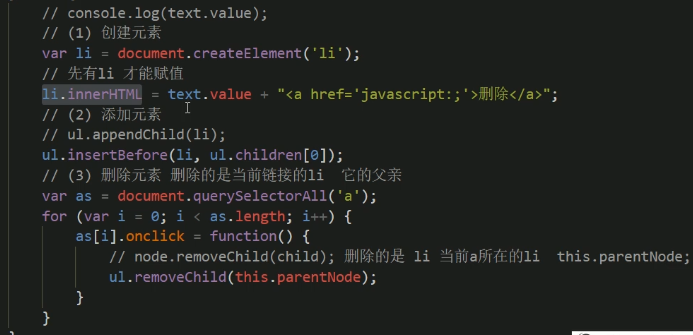 // console.log(text.value);
// (1) 创建元素
var li = document.createElement('li');
// 先有li 才能赋值
li.innerHTML = text.value + "<a href='javascript:;'>删除</a>";
// (2) 添加元素
// ul.appendChild(li);
ul.insertBefore(li, ul.children[0]);
// (3) 删除元素 删除的是当前链接的li  它的父亲
var as = document.querySelectorAll('a');
for (var i = 0; i < as.length; i++) {
as[i].onclick = function() {
// node.removeChild(child); 删除的是 li 当前a所在的li  this.parentNode;
ul.removeChild(this.parentNode);
}
}